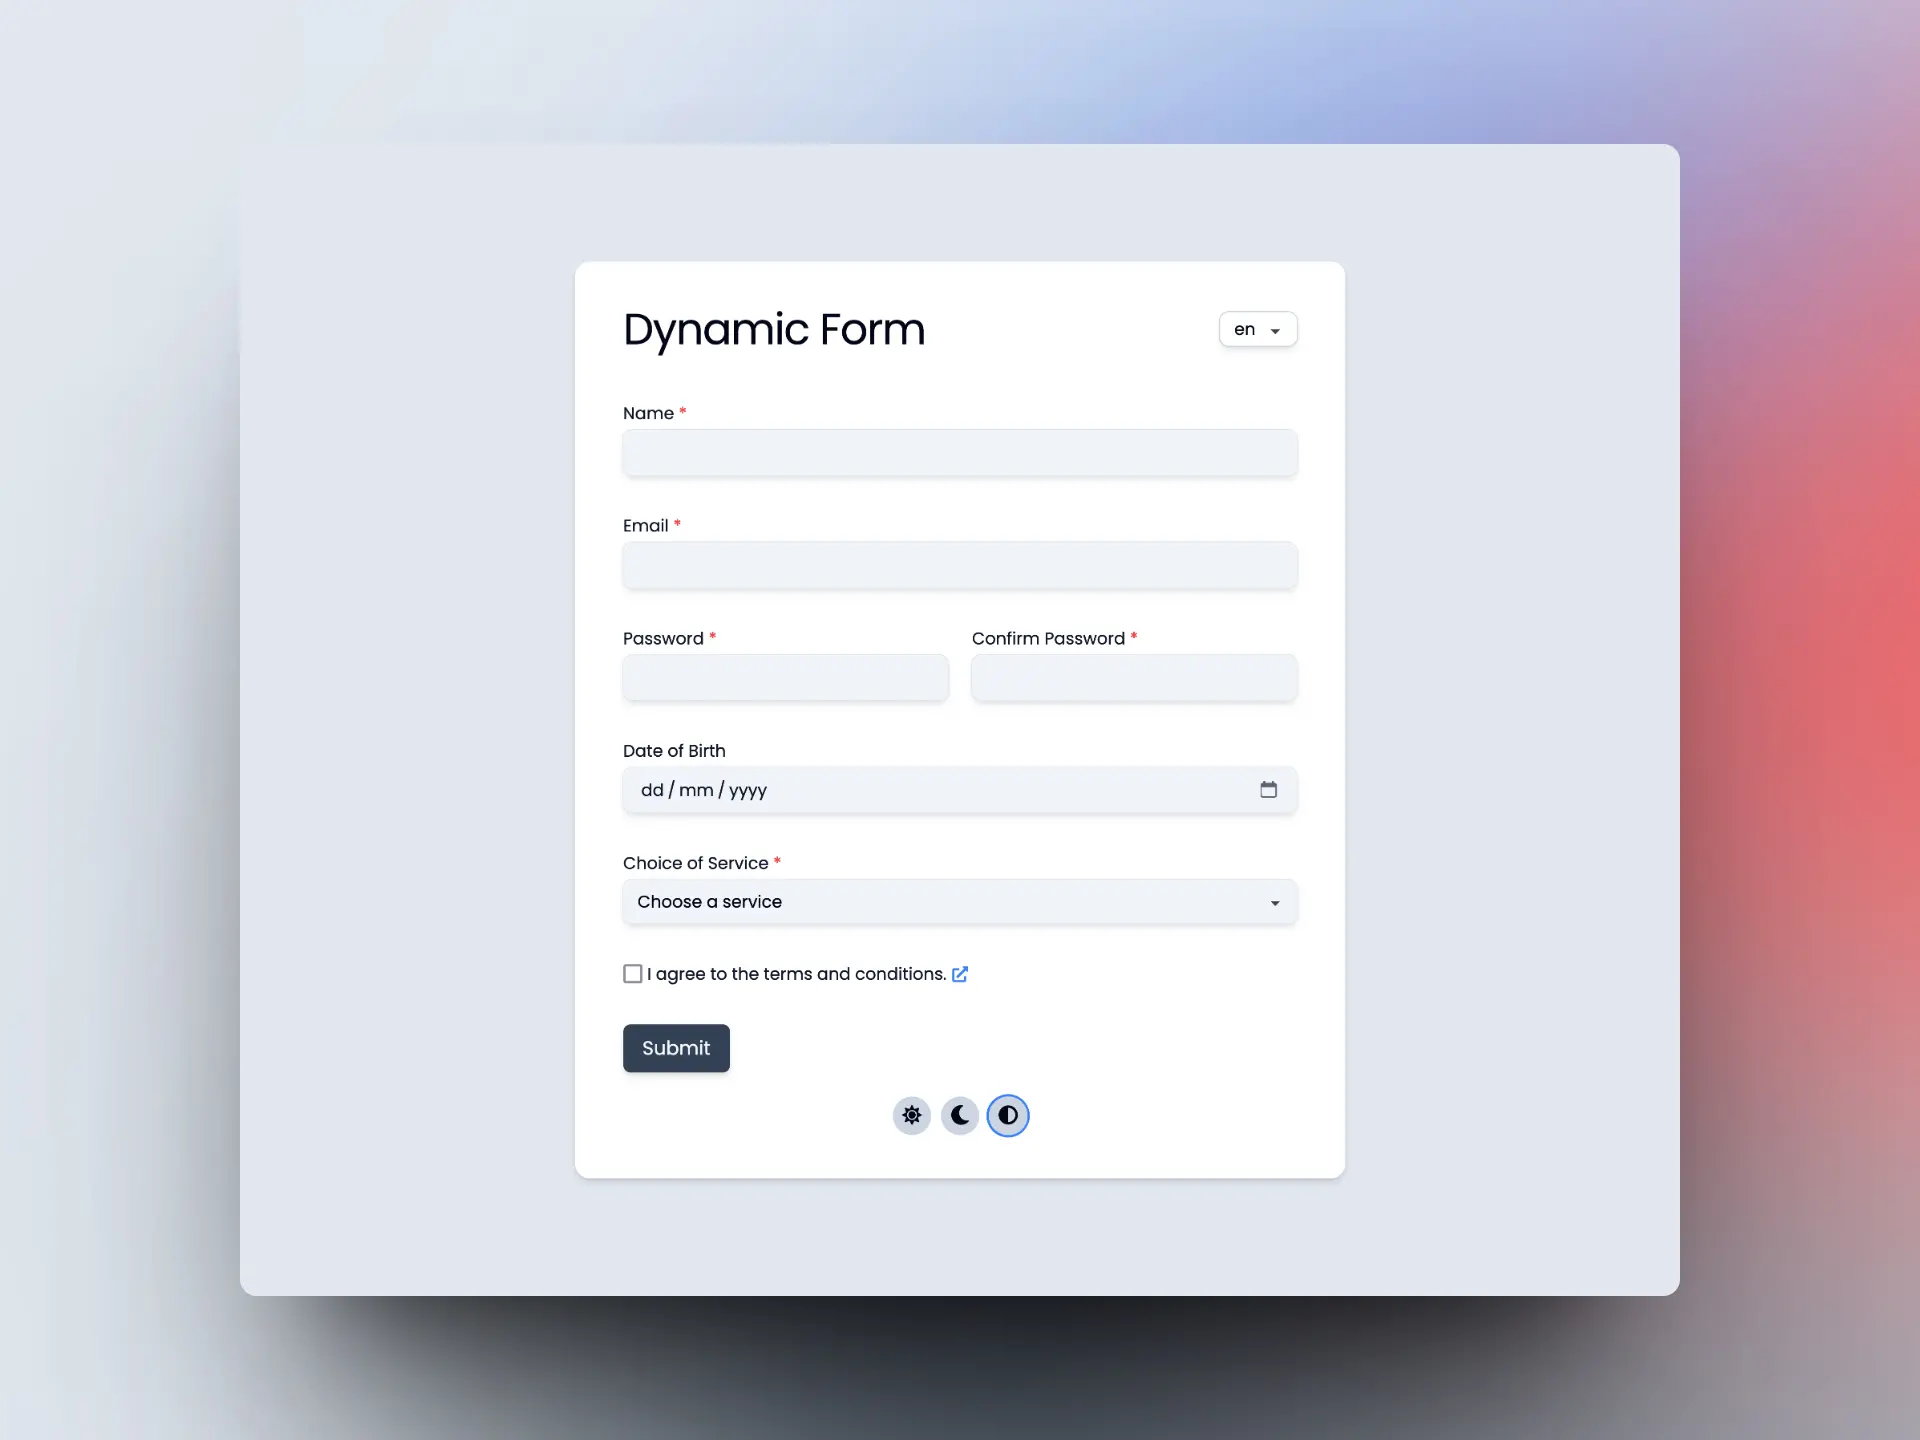 Dynamic Form
en
Name *
Email *
Password *
Confirm Password *
Date of Birth
dd / mm / yyyy
Choice of Service *
Choose a service
I agree to the terms and conditions.
Submit